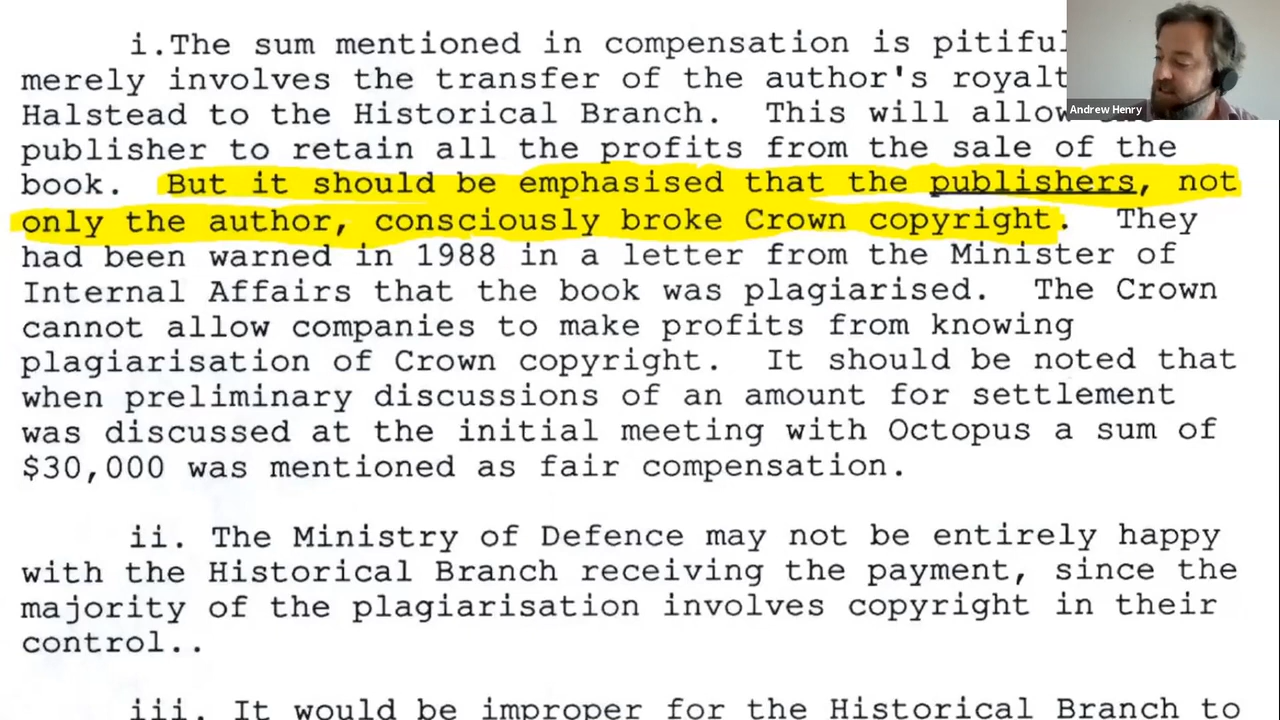 i.The sum mentioned in compensation is
merely involves the transfer of the author's
Halstead to the Historical Branch. This will allow
publisher to retain all the profits from the sale of the
book. But it should be emphasised that the publishers, not
only the author, consciously broke Crown copyright. They
had been warned in 1988 in a letter from the Minister of
Internal Affairs that the book was plagiarised. The Crown
cannot allow companies to make profits from knowing
plagiarisation of Crown copyright. It should be noted that
when preliminary discussions of an amount for settlement
was discussed at the initial meeting with Octopus a sum of
$30,000 was mentioned as fair compensation.
ii. The Ministry of Defence may not be entirely happy
with the Historical Branch receiving the payment, since the
majority of the plagiarisation involves copyright in their
control..
iii. It would be improper for the Historical Branch to
Andrew Henry